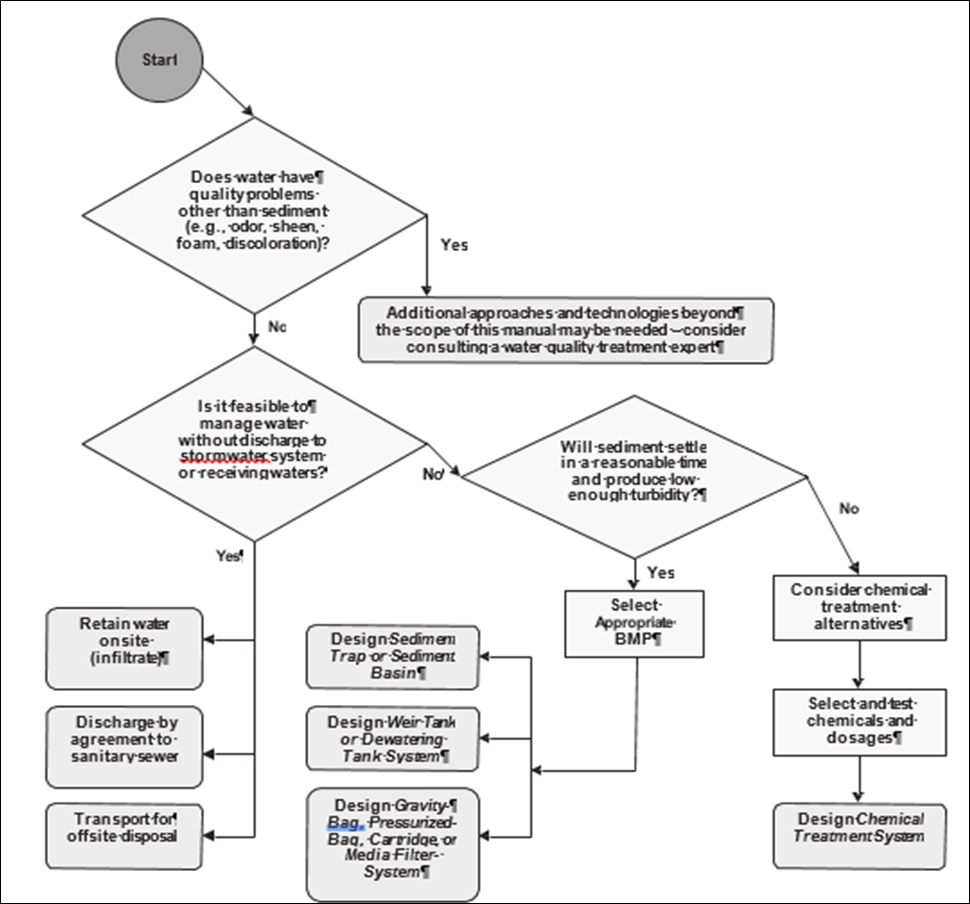 Start
Does water have¶
quality problems
other than sediment
(e.g., odor, sheen,
foam, discoloration)?
Yes
Additional approaches and technologies beyond¶
the scope of this manual may be needed – consider
consulting a water quality treatment expert¶
No
Is it feasible to¶
manage water
without discharge to
stormwater system
or receiving waters?¶
No¶
Will sediment settle
in a reasonable time
and produce low
enough turbidity?¶
No
Yes¶
Yes
Select
Appropriate
BMP¶
Consider chemical
treatment
alternatives¶
Retain water
onsite
(infiltrate)¶
Design Sediment
Trap or Sediment
Basin¶
Select and test
chemicals and
dosages¶
Discharge by
agreement to
sanitary sewer
Design Weir Tank
or Dewatering
Tank System¶
Transport for¶
offsite disposal
Design Gravity ¶
Bag, Pressurized
Bag, Cartridge, or
Media Filter
System¶
Design Chemical
Treatment System